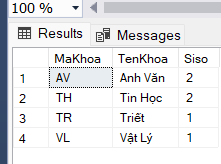 100 %
Results Messages
MaKhoa TenKhoa Siso
1 AV Anh Văn 2
2 TH Tin Học 2
3 TR Triết 1
4 VL Vật Lý 1